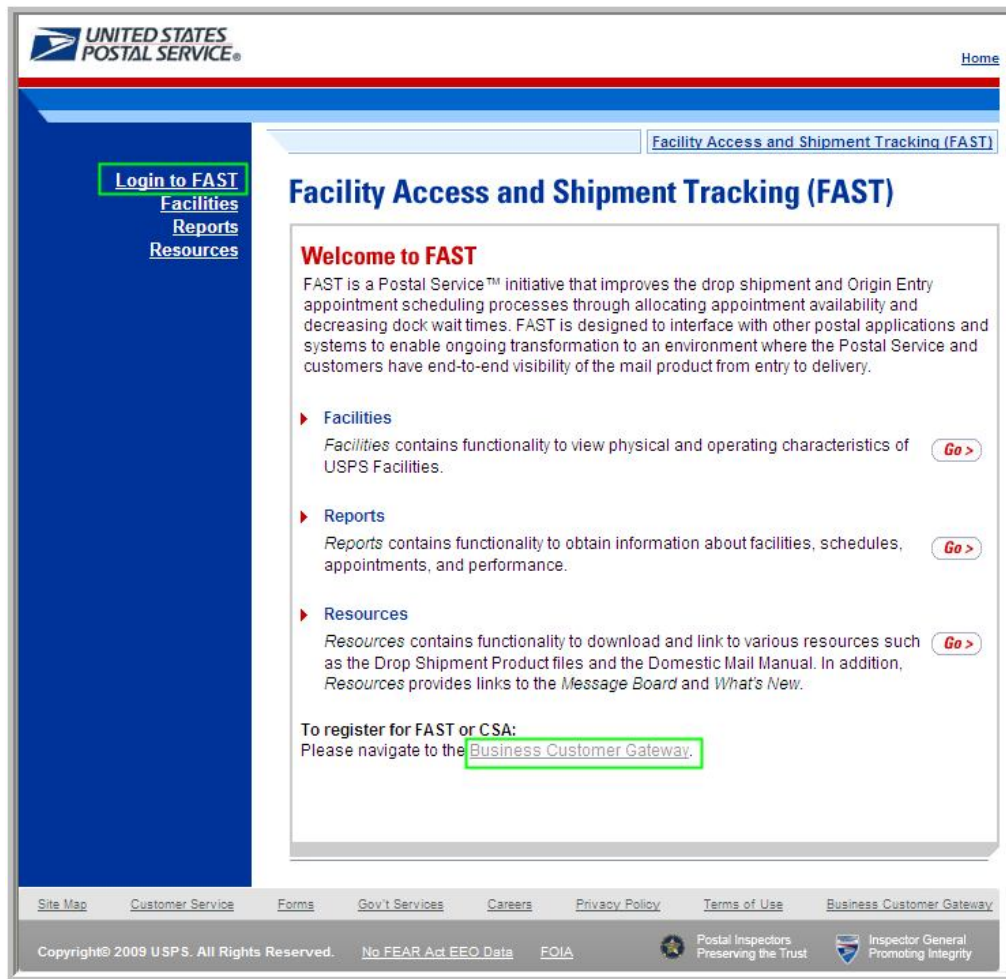 UNITED STATES
POSTAL SERVICE®
Home
Facility Access and Shipment Tracking (FAST)
Login to FAST
Facilities
Reports
Resources
Facility Access and Shipment Tracking (FAST)
Welcome to FAST
FAST is a Postal Service™ initiative that improves the drop shipment and Origin Entry
appointment scheduling processes through allocating appointment availability and
decreasing dock wait times. FAST is designed to interface with other postal applications and
systems to enable ongoing transformation to an environment where the Postal Service and
customers have end-to-end visibility of the mail product from entry to delivery.
Facilities
Facilities contains functionality to view physical and operating characteristics of
USPS Facilities.
Go >
Reports
Reports contains functionality to obtain information about facilities, schedules,
appointments, and performance.
Go >
Resources
Resources contains functionality to download and link to various resources such
as the Drop Shipment Product files and the Domestic Mail Manual. In addition,
Resources provides links to the Message Board and What's New.
Go >
To register for FAST or CSA:
Please navigate to the Business Customer Gateway.
Site Map Customer Service Forms Gov't Services Careers Privacy Policy Terms of Use Business Customer Gateway
Copyright© 2009 USPS. All Rights Reserved. No FEAR Act EEO Data FOIA
Postal Inspectors
Preserving the Trust
Inspector General
Promoting Integrity